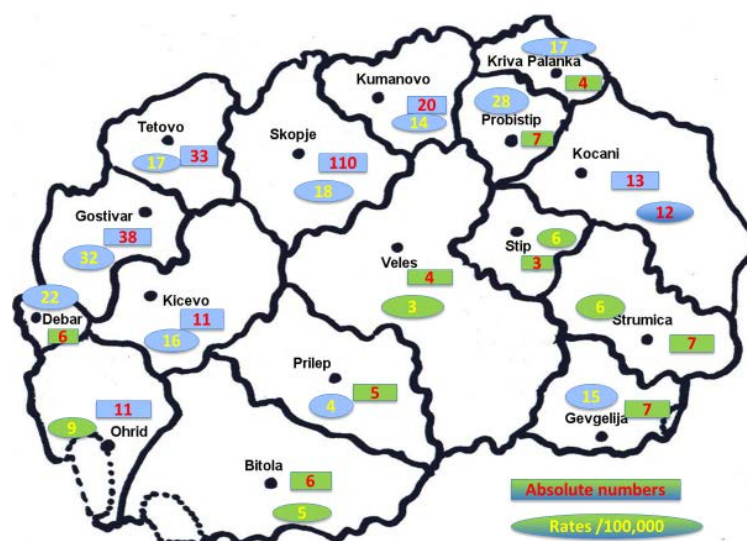 17
Kriva Palanka
4
Kumanovo
20
14
28
Probistip
7
Tetovo
33
17
Skopje
110
18
Kocani
13
12
Gostivar
38
32
Stip
6
3
Veles
4
3
22
Debar
6
Kicevo
11
16
6
Strumica
7
Prilep
5
4
15
7
Gevgelija
11
9
Ohrid
Bitola
6
5
Absolute numbers
Rates /100,000